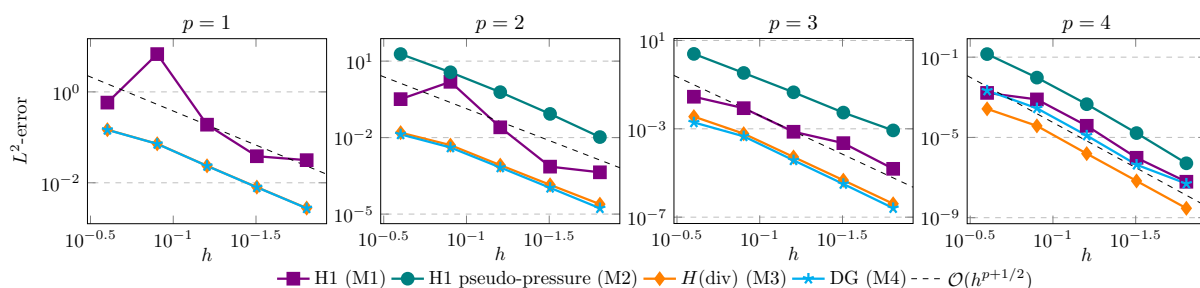 p = 1 p = 2 p = 3 p = 4
L²-error
10⁰ 10⁻²
10⁻⁰·⁵ 10⁻¹ 10⁻¹·⁵
h
10¹ 10⁻² 10⁻⁵
10⁻⁰·⁵ 10⁻¹ 10⁻¹·⁵
h
10¹ 10⁻³ 10⁻⁷
10⁻⁰·⁵ 10⁻¹ 10⁻¹·⁵
h
10⁻¹ 10⁻⁵ 10⁻⁹
10⁻⁰·⁵ 10⁻¹ 10⁻¹·⁵
h
H1 (M1) H1 pseudo-pressure (M2) H(div) (M3) DG (M4) O(h^{p+1/2})